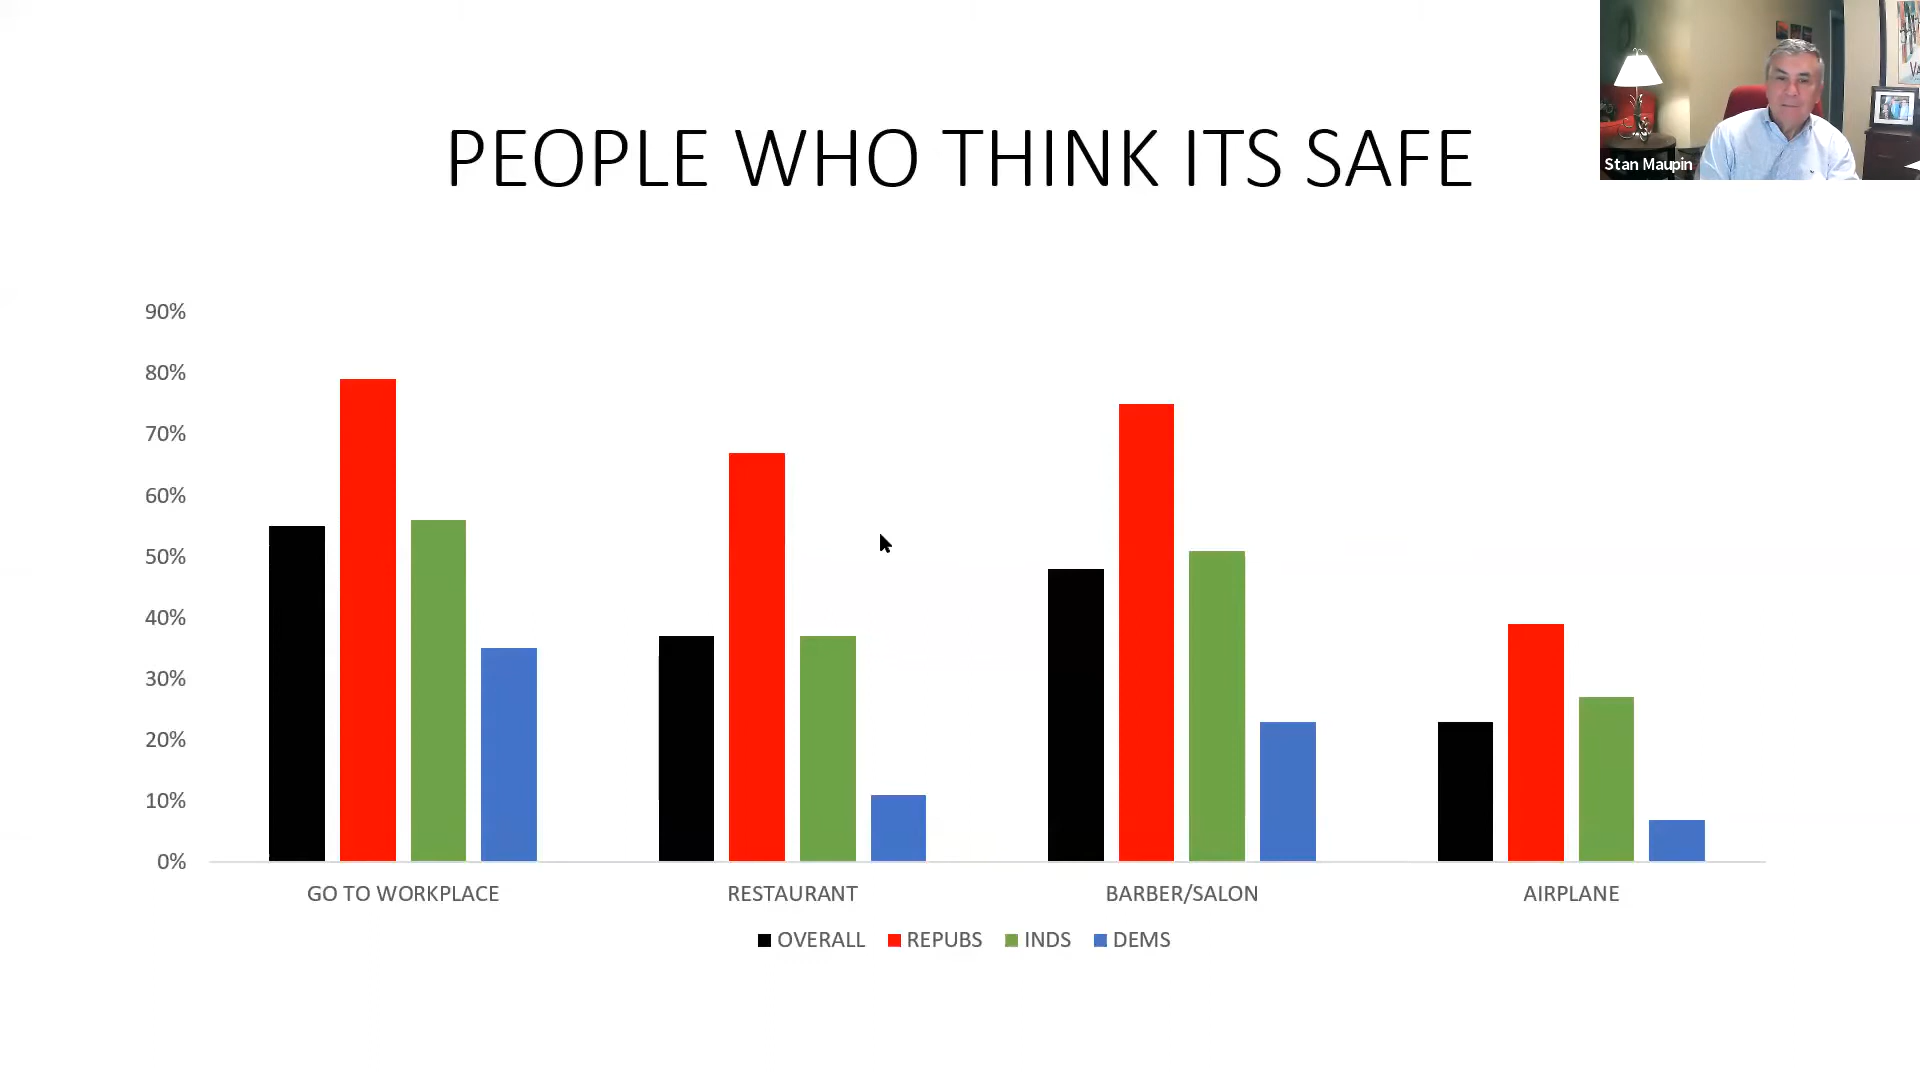 PEOPLE WHO THINK ITS SAFE
Stan Maupin
90%
80%
70%
60%
50%
40%
30%
20%
10%
0%
GO TO WORKPLACE
RESTAURANT
BARBER/SALON
AIRPLANE
OVERALL REPUBS INDS DEMS